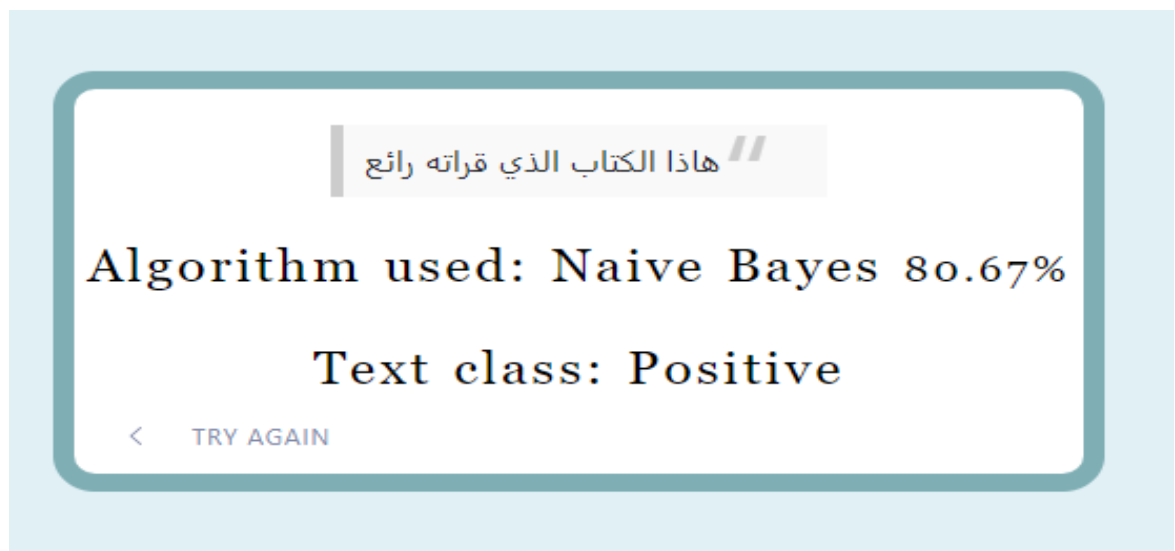 هاذا الكتاب الذي قراته رائع
Algorithm used: Naive Bayes 80.67%
Text class: Positive
< TRY AGAIN